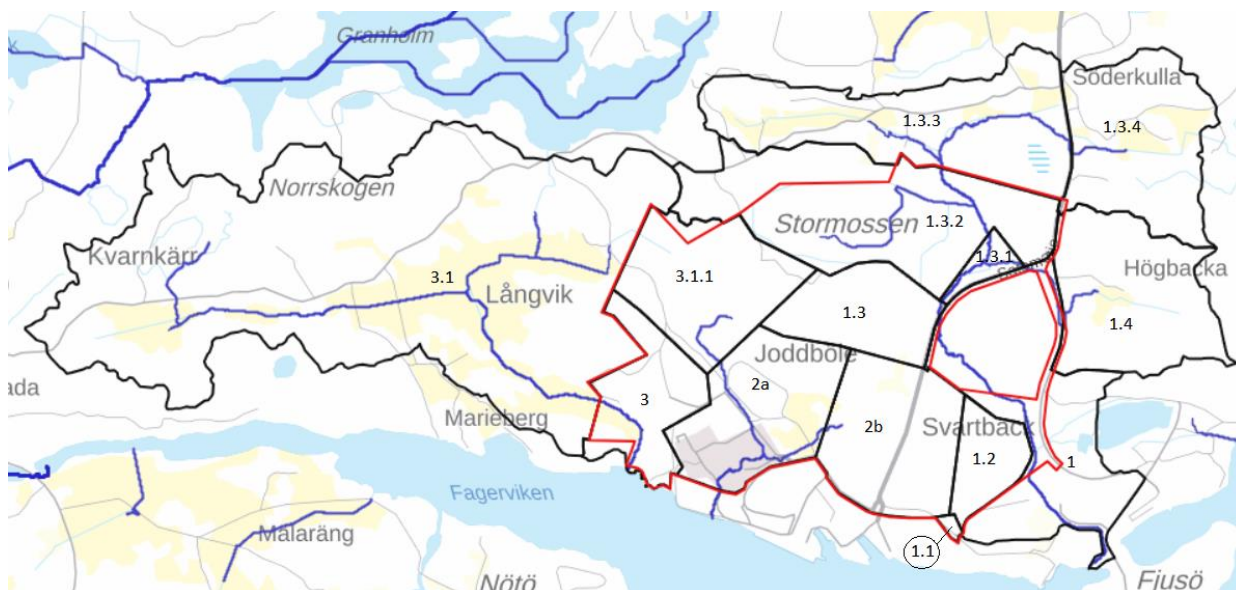 Granholm
Söderkulla
1.3.3
1.3.4
Norrskogen
Stormossen
1.3.2
Kvarnkärr
3.1
3.1.1
1.3.1
Högbacka
Långvik
1.3
1.4
Joddböle
ada
3
2a
Marieberg
2b
Svartbäck
1.2
1
Fagerviken
Målaräng
1.1
Nötö
Fjusö